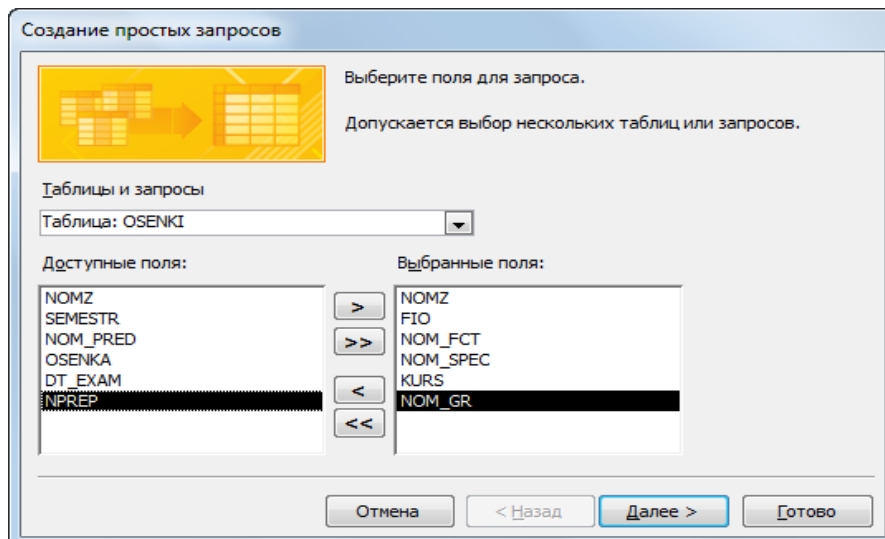 Создание простых запросов
Выберите поля для запроса.
Допускается выбор нескольких таблиц или запросов.
Таблицы и запросы
Таблица: OSENKI
Доступные поля:
Выбранные поля:
NOMZ
SEMESTR
NOM_PRED
OSENKA
DT_EXAM
NPREP
>
>>
<
<<
NOMZ
FIO
NOM_FCT
NOM_SPEC
KURS
NOM_GR
Отмена
< Назад
Далее >
Готово